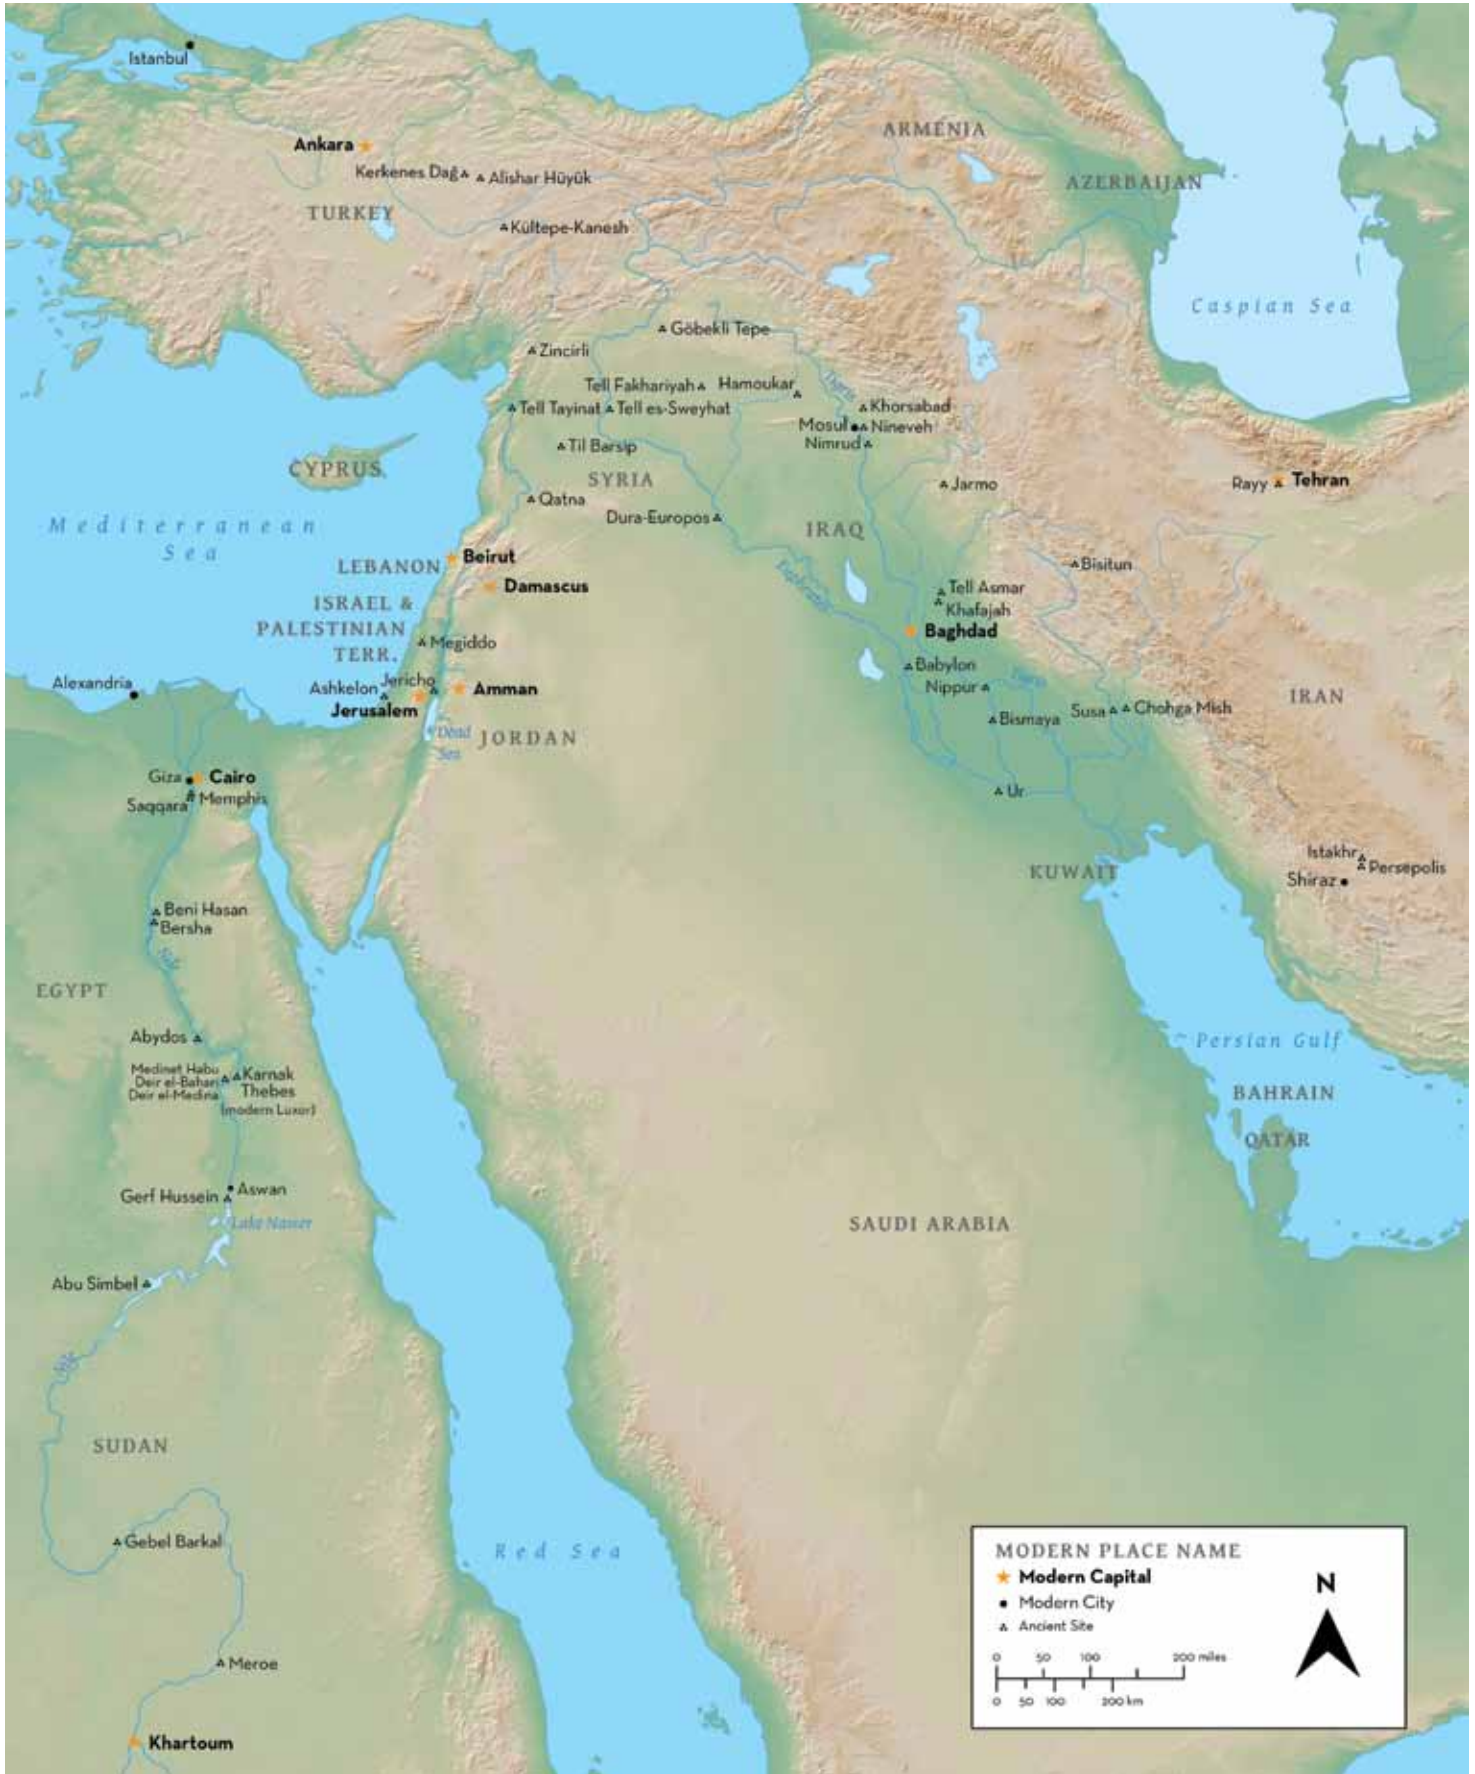 Istanbul
ARMENIA
Ankara
Kerkenes Dağ
Alishar Hüyük
AZERBAIJAN
TURKEY
Kültepe-Kanesh
Caspian Sea
Göbekli Tepe
Zincirli
Tell Fakhariyah
Hamoukar
Tigris
Tell Tayinat
Tell es-Sweyhat
Khorsabad
Mosul
Nineveh
Nimrud
Til Barsip
CYPRUS
SYRIA
Jarmo
Rayy
Tehran
Qatna
Mediterranean
Sea
Dura-Europos
IRAQ
LEBANON
Beirut
Bisitun
Damascus
Euphrates
Tell Asmar
Khafajah
ISRAEL &
PALESTINIAN
TERR.
Baghdad
Megiddo
Babylon
Alexandria
Jericho
Ashkelon
Amman
Nippur
Tigris
IRAN
Jerusalem
Bismaya
Susa
Chohga Mish
Dead
Sea
JORDAN
Giza
Cairo
Saqqara
Memphis
Ur
KUWAIT
Istakhr
Persepolis
Shiraz
Beni Hasan
Bersha
Nile
EGYPT
Abydos
Persian Gulf
Medinet Habu
Deir el-Bahari
Deir el-Medina
Karnak
Thebes
(modern Luxor)
BAHRAIN
QATAR
Aswan
Gerf Hussein
Lake Nasser
SAUDI ARABIA
Abu Simbel
Nile
SUDAN
Gebel Barkal
Red Sea
Meroe
Khartoum
MODERN PLACE NAME
Modern Capital
Modern City
Ancient Site
N
0 50 100 200 miles
0 50 100 200 km